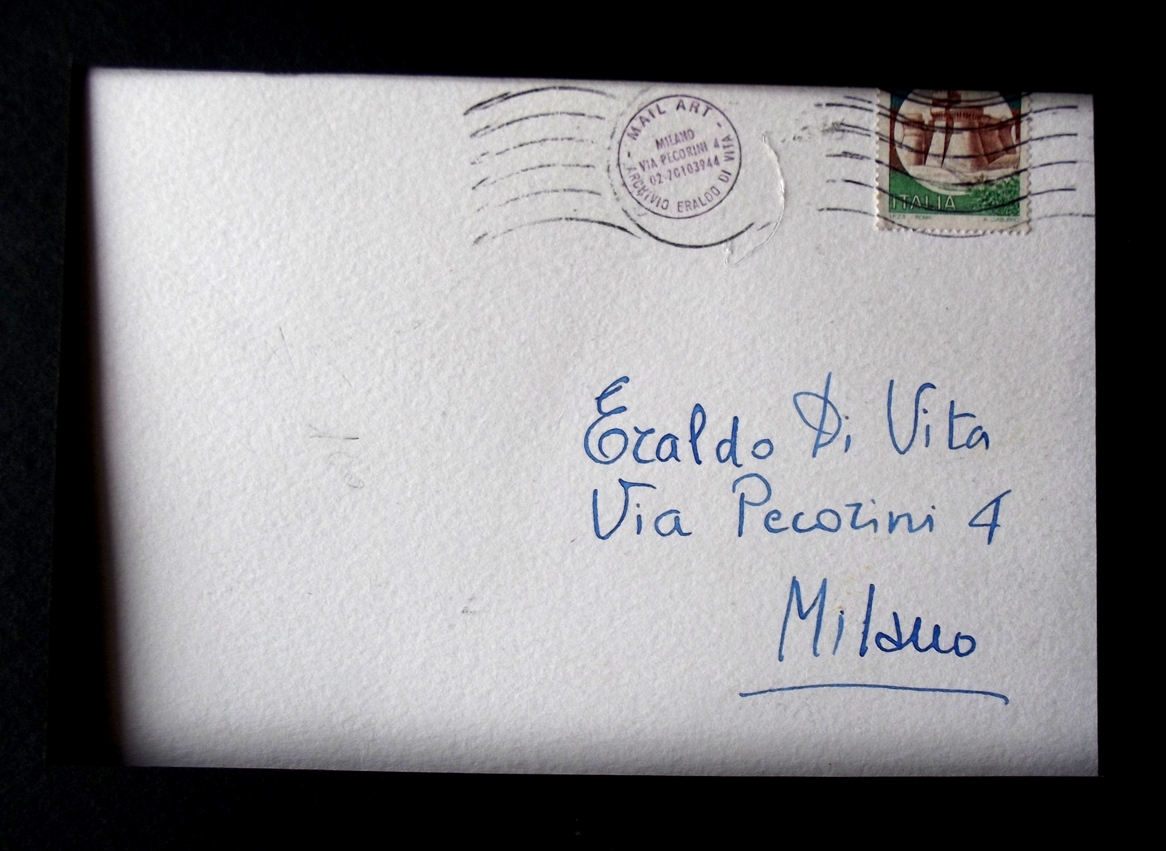 - MAIL ART -
MILANO
VIA PECORINI 4
02-70103944
ARCHIVIO ERALDO DI VITA
ITALIA
Eraldo Di Vita
Via Pecorini 4
Milano